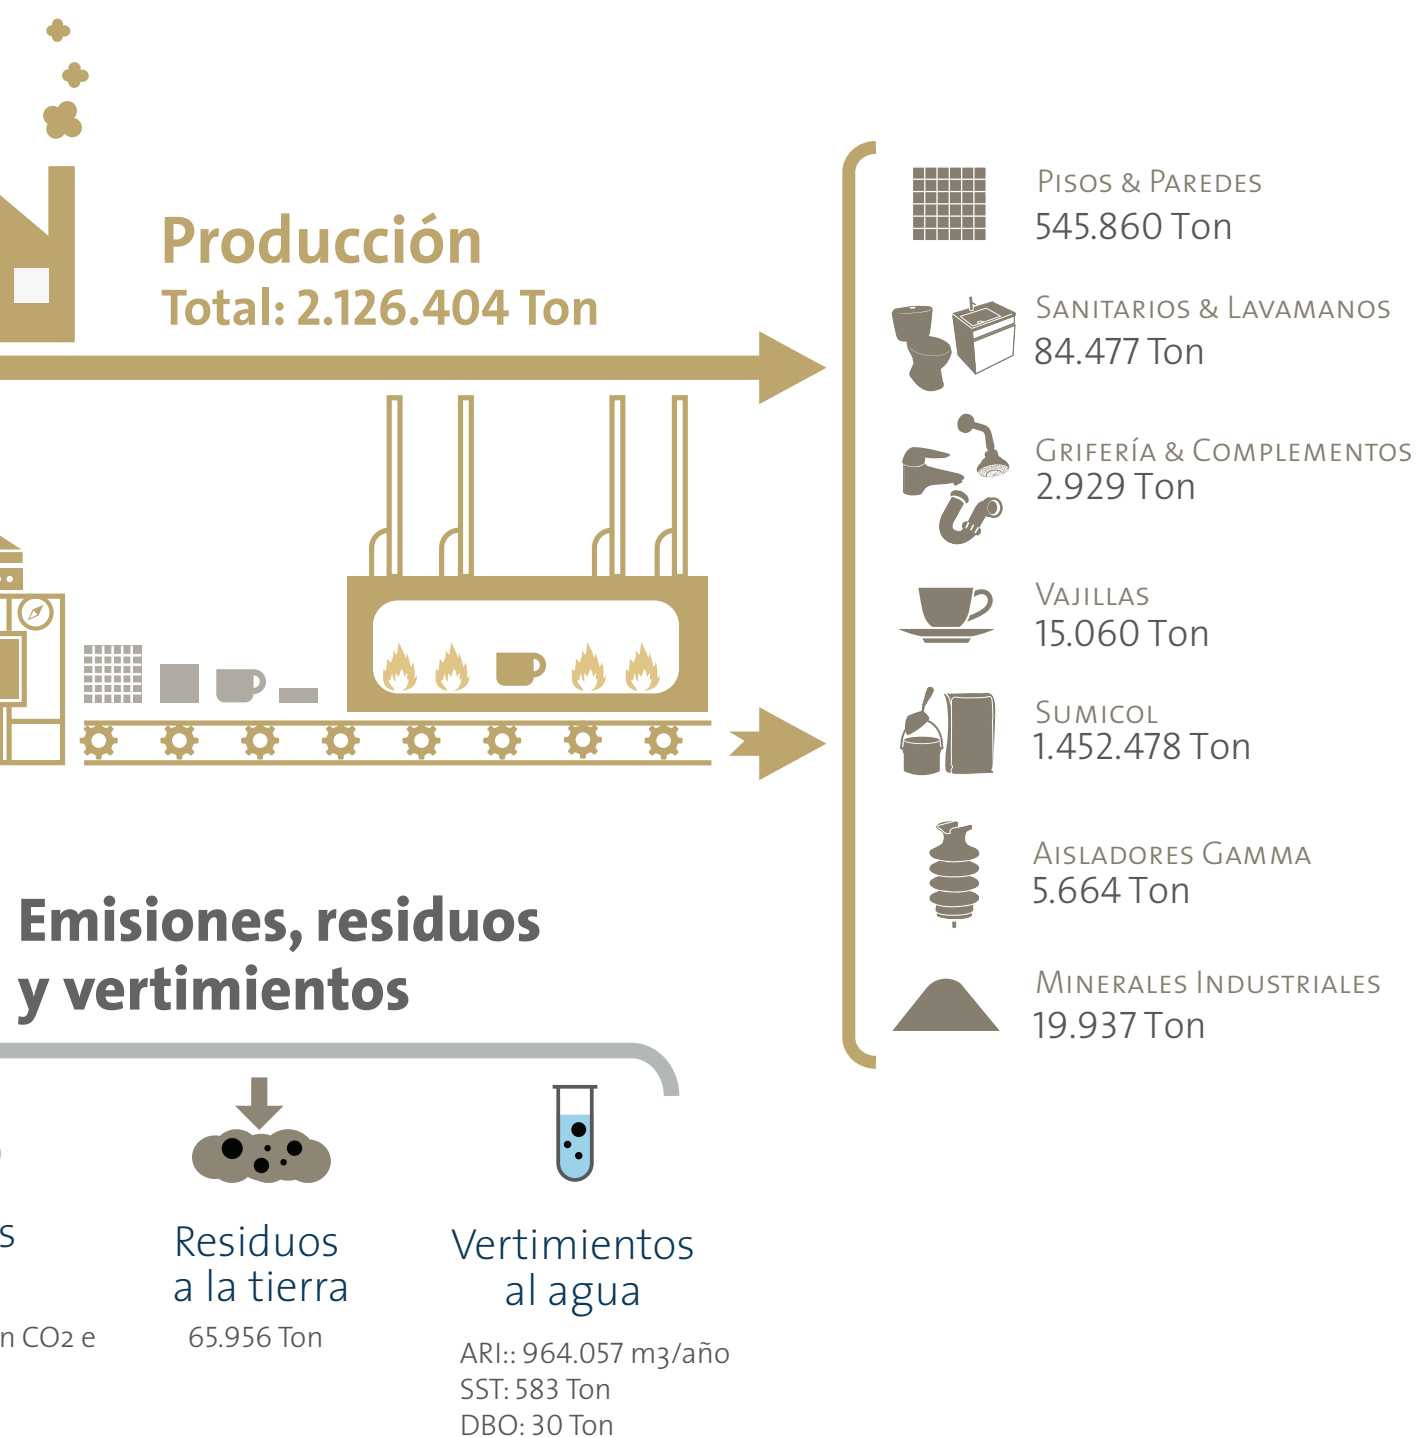 Producción
Total: 2.126.404 Ton
Pisos & Paredes
545.860 Ton
Sanitarios & Lavamanos
84.477 Ton
Grifería & Complementos
2.929 Ton
Vajillas
15.060 Ton
Sumicol
1.452.478 Ton
Aisladores Gamma
5.664 Ton
Minerales Industriales
19.937 Ton
Emisiones, residuos
y vertimientos
s
n CO2 e
Residuos
a la tierra
65.956 Ton
Vertimientos
al agua
ARI:: 964.057 m3/año
SST: 583 Ton
DBO: 30 Ton